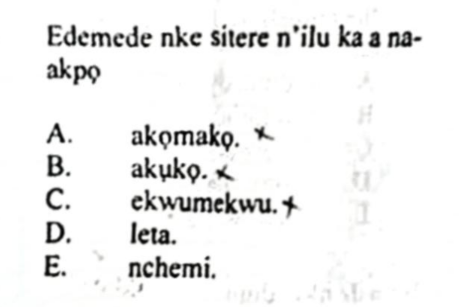 Edemede nke sitere n'ilu ka a na-
akpọ
A. akọmakọ.
B. akụkọ.
C. ekwumekwu.
D. leta.
E. nchemi.